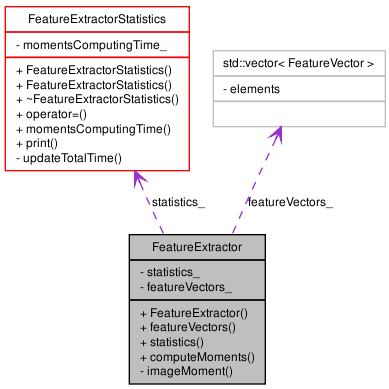 FeatureExtractorStatistics
- momentsComputingTime_
+ FeatureExtractorStatistics()
+ FeatureExtractorStatistics()
+ ~FeatureExtractorStatistics()
+ operator=()
+ momentsComputingTime()
+ print()
- updateTotalTime()
std::vector< FeatureVector >
- elements
statistics_
featureVectors_
FeatureExtractor
- statistics_
- featureVectors_
+ FeatureExtractor()
+ featureVectors()
+ statistics()
+ computeMoments()
- imageMoment()